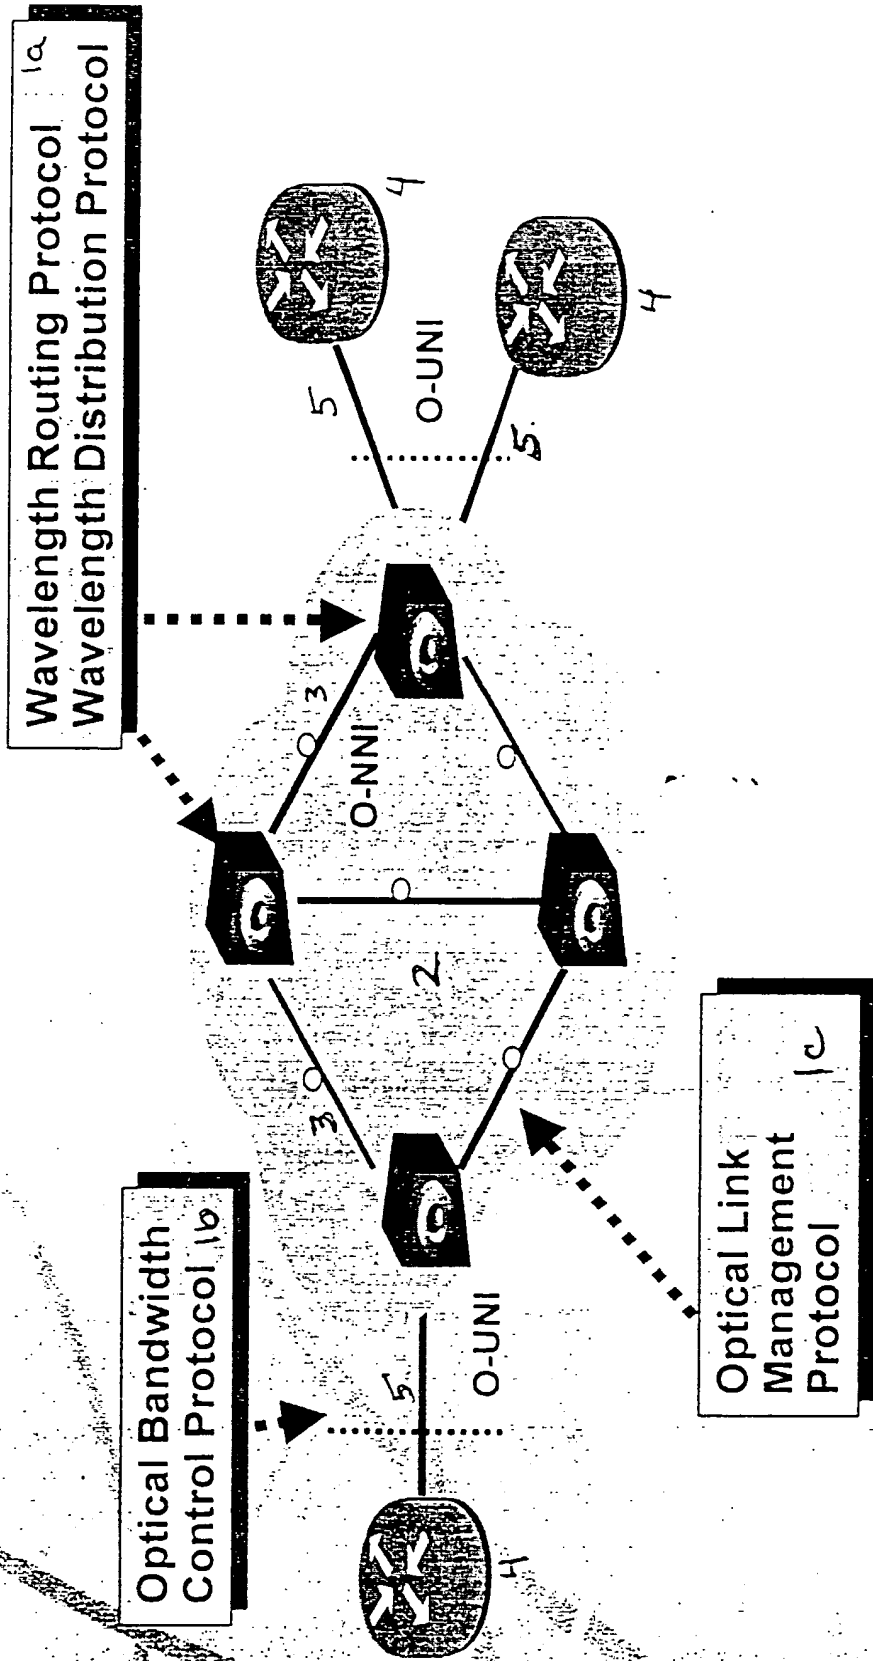 Wavelength Routing Protocol 1a
Wavelength Distribution Protocol
Optical Bandwidth
Control Protocol 1b
4
5
O-UNI
3
2
3
O-NNI
5
O-UNI
5
4
4
Optical Link
Management
Protocol 1c